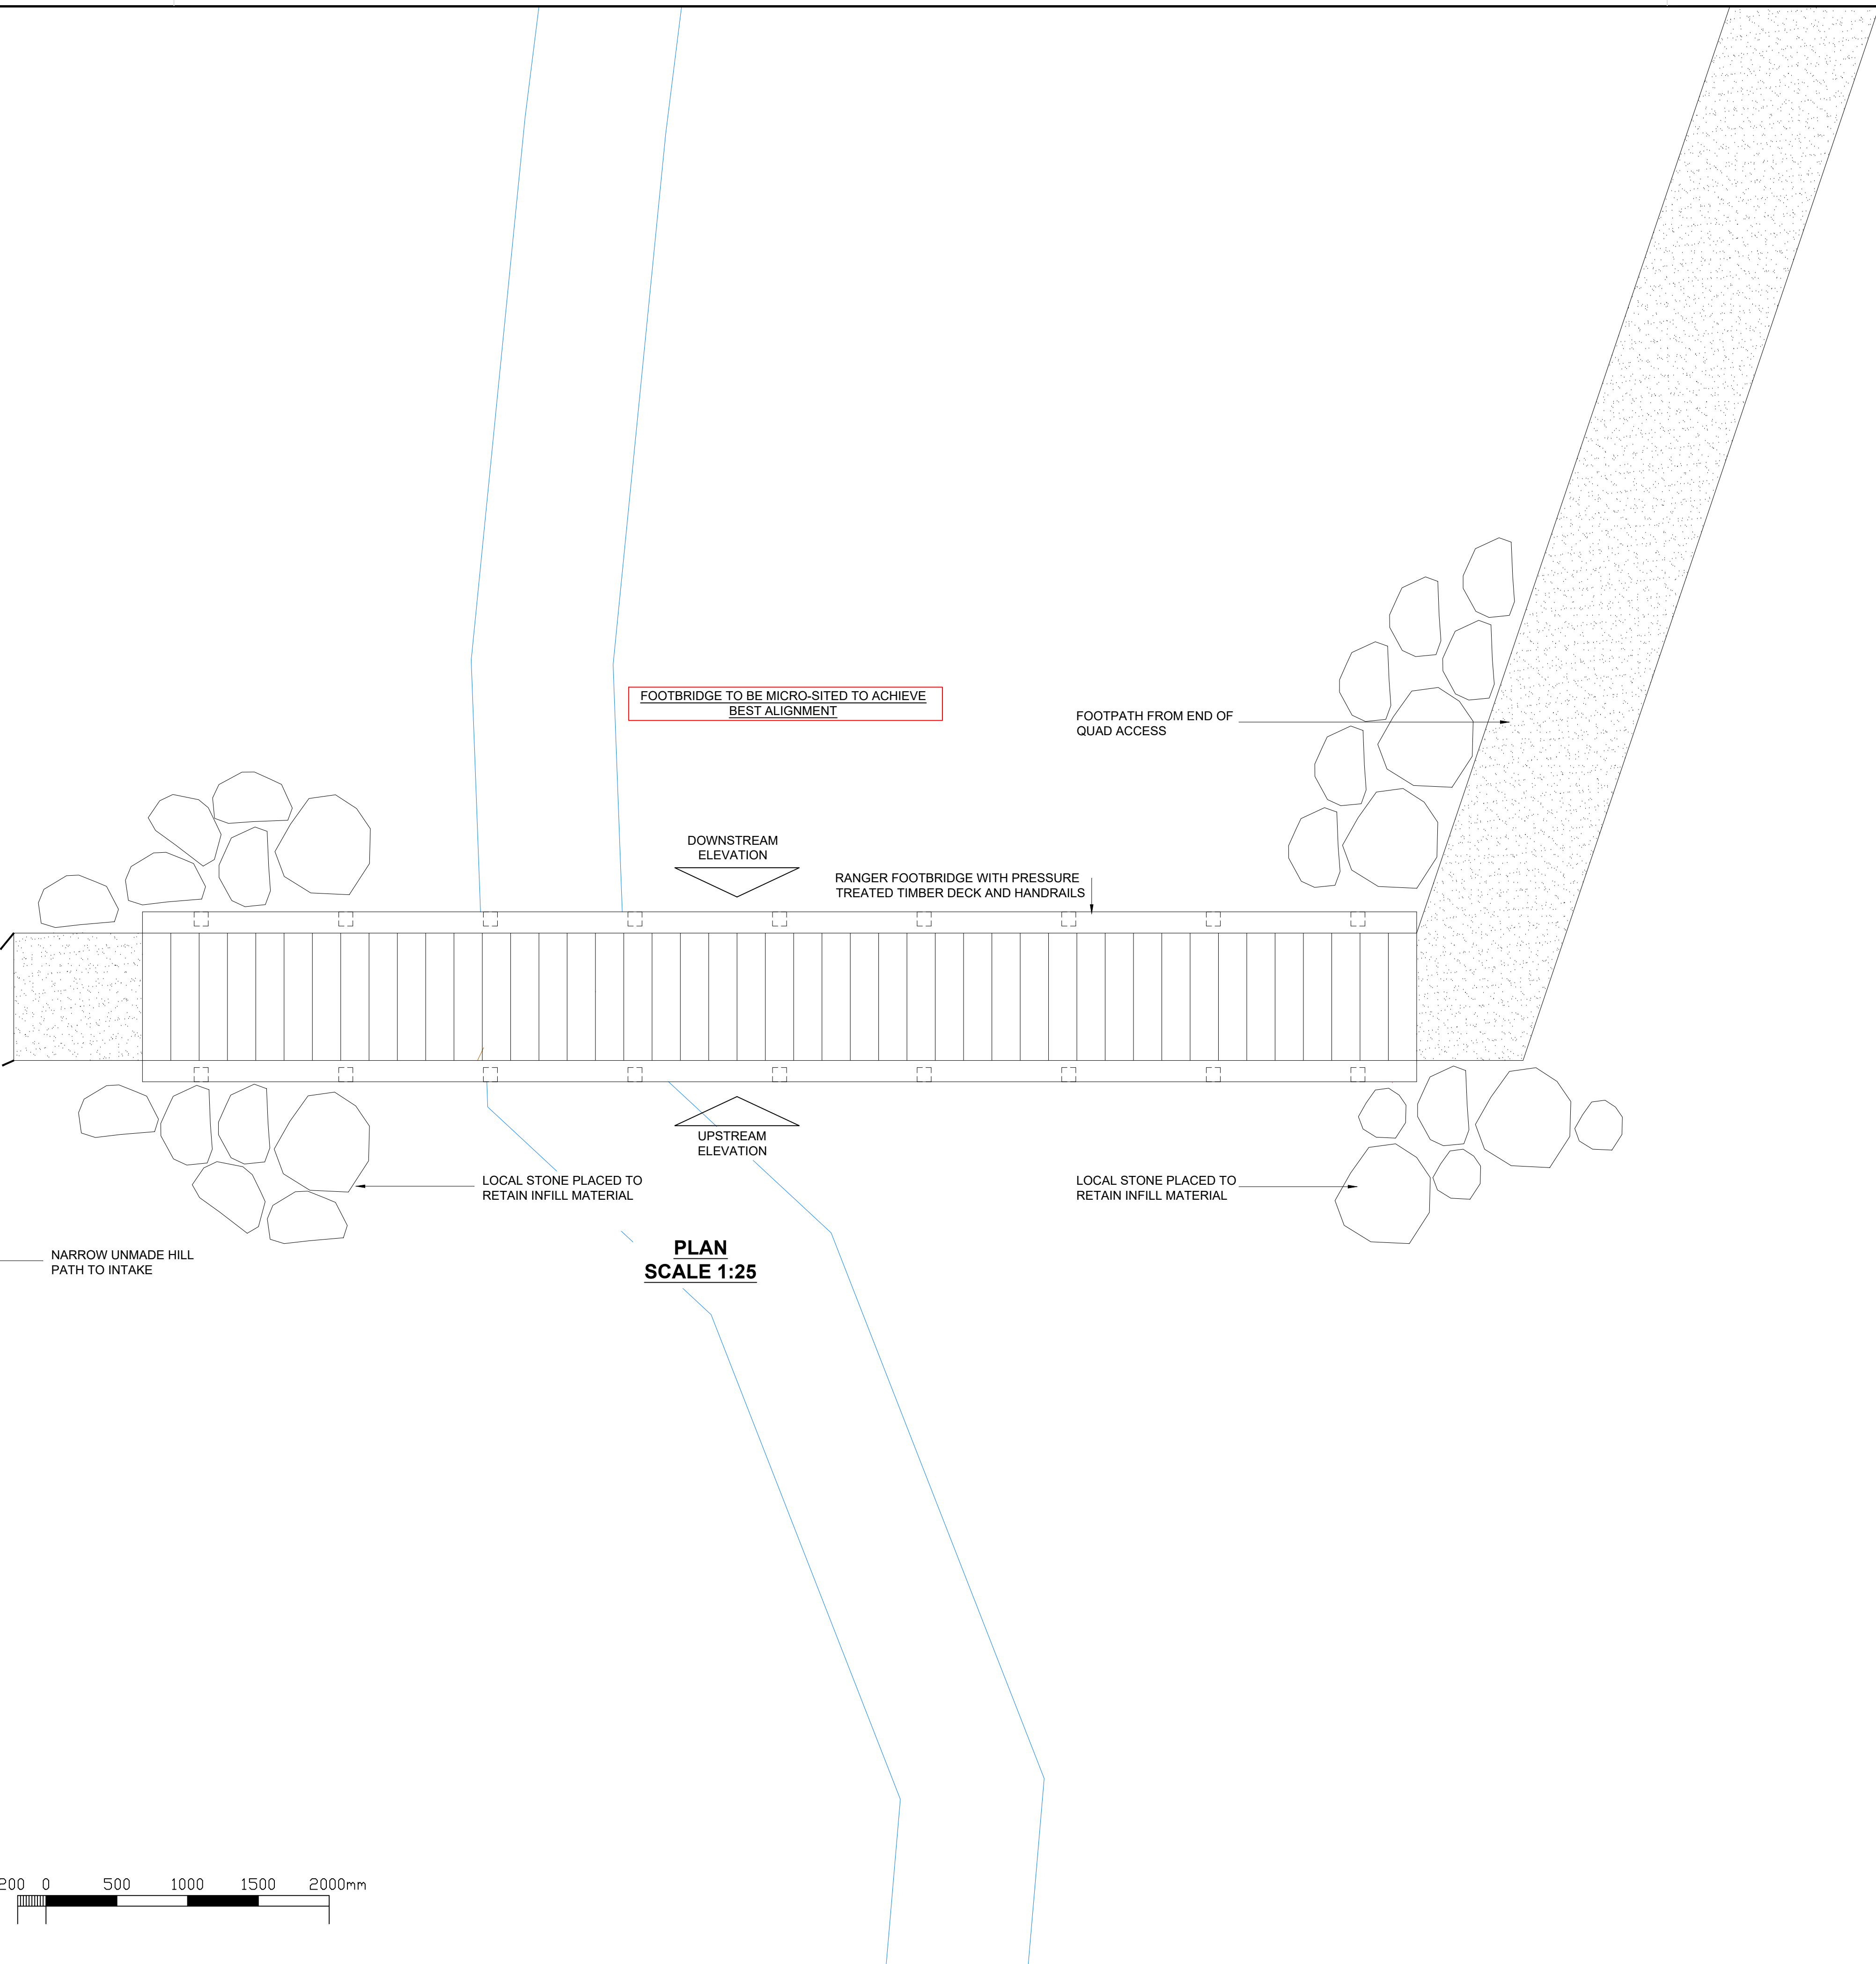 FOOTBRIDGE TO BE MICRO-SITED TO ACHIEVE
BEST ALIGNMENT
FOOTPATH FROM END OF
QUAD ACCESS
DOWNSTREAM
ELEVATION
RANGER FOOTBRIDGE WITH PRESSURE
TREATED TIMBER DECK AND HANDRAILS
UPSTREAM
ELEVATION
LOCAL STONE PLACED TO
RETAIN INFILL MATERIAL
LOCAL STONE PLACED TO
RETAIN INFILL MATERIAL
NARROW UNMADE HILL
PATH TO INTAKE
PLAN
SCALE 1:25
200 0 500 1000 1500 2000mm